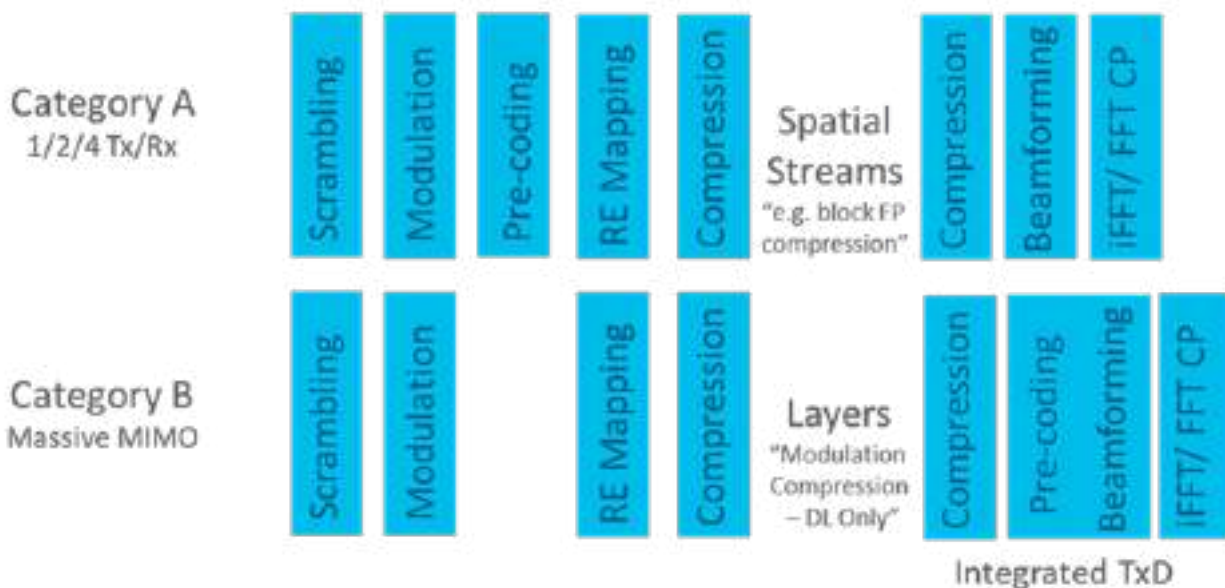 Category A
1/2/4 Tx/Rx
Scrambling
Modulation
Pre-coding
RE Mapping
Compression
Spatial
Streams
"e.g. block FP
compression"
Compression
Beamforming
iFFT/ FFT CP
Category B
Massive MIMO
Scrambling
Modulation
RE Mapping
Compression
Layers
"Modulation
Compression
– DL Only"
Compression
Pre-coding
Beamforming
iFFT/ FFT CP
Integrated TxD